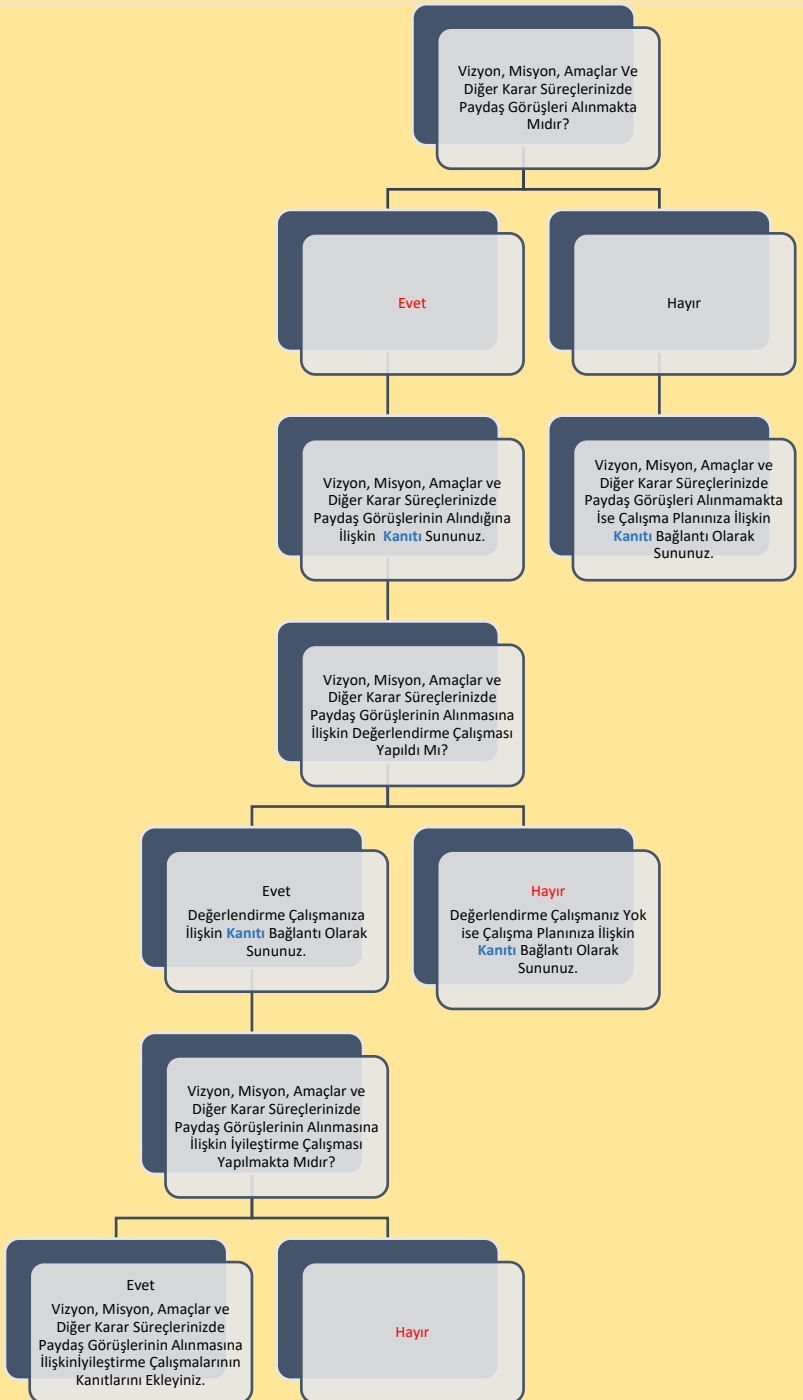 Vizyon, Misyon, Amaçlar Ve
Diğer Karar Süreçlerinizde
Paydaş Görüşleri Alınmakta
Mıdır?
Evet
Hayır
Vizyon, Misyon, Amaçlar ve
Diğer Karar Süreçlerinizde
Paydaş Görüşlerinin Alındığına
İlişkin Kanıtı Sununuz.
Vizyon, Misyon, Amaçlar ve
Diğer Karar Süreçlerinizde
Paydaş Görüşleri Alınmamakta
İse Çalışma Planınıza İlişkin
Kanıtı Bağlantı Olarak
Sununuz.
Vizyon, Misyon, Amaçlar ve
Diğer Karar Süreçlerinizde
Paydaş Görüşlerinin Alınmasına
İlişkin Değerlendirme Çalışması
Yapıldı Mı?
Evet
Değerlendirme Çalışmanıza
İlişkin Kanıtı Bağlantı Olarak
Sununuz.
Hayır
Değerlendirme Çalışmanız Yok
ise Çalışma Planınıza İlişkin
Kanıtı Bağlantı Olarak
Sununuz.
Vizyon, Misyon, Amaçlar ve
Diğer Karar Süreçlerinizde
Paydaş Görüşlerinin Alınmasına
İlişkin İyileştirme Çalışması
Yapılmakta Mıdır?
Evet
Vizyon, Misyon, Amaçlar ve
Diğer Karar Süreçlerinizde
Paydaş Görüşlerinin Alınmasına
İlişkinİyileştirme Çalışmalarının
Kanıtlarını Ekleyiniz.
Hayır